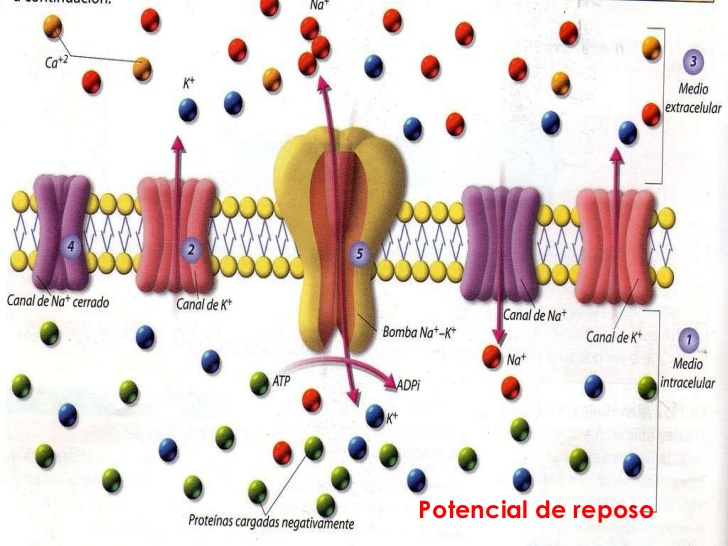 a continuación.
Na+
Ca+2
K+
3
Medio
extracelular
4
2
5
Canal de Na+ cerrado
Canal de K+
Bomba Na+–K+
Canal de Na+
Canal de K+
1
Medio
intracelular
ATP
ADPi
Na+
K+
Proteínas cargadas negativamente
Potencial de reposo